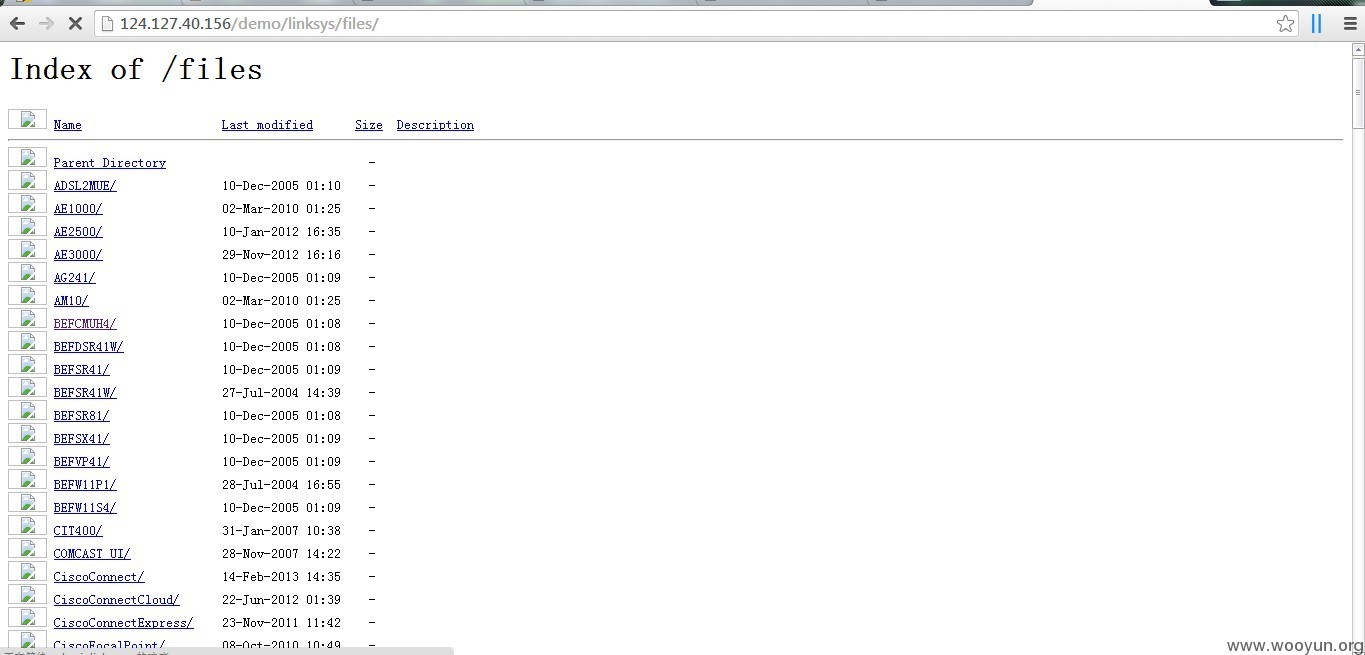 124.127.40.156/demo/linksys/files/
Index of /files
Name Last modified Size Description
Parent Directory -
ADSL2MUE/ 10-Dec-2005 01:10 -
AE1000/ 02-Mar-2010 01:25 -
AE2500/ 10-Jan-2012 16:35 -
AE3000/ 29-Nov-2012 16:16 -
AG241/ 10-Dec-2005 01:09 -
AM10/ 02-Mar-2010 01:25 -
BEFCMUH4/ 10-Dec-2005 01:08 -
BEFDSR41W/ 10-Dec-2005 01:08 -
BEFSR41/ 10-Dec-2005 01:09 -
BEFSR41W/ 27-Jul-2004 14:39 -
BEFSR81/ 10-Dec-2005 01:08 -
BEFSX41/ 10-Dec-2005 01:09 -
BEFVP41/ 10-Dec-2005 01:09 -
BEFW11P1/ 28-Jul-2004 16:55 -
BEFW11S4/ 10-Dec-2005 01:09 -
CIT400/ 31-Jan-2007 10:38 -
COMCAST_UI/ 28-Nov-2007 14:22 -
CiscoConnect/ 14-Feb-2013 14:35 -
CiscoConnectCloud/ 22-Jun-2012 01:39 -
CiscoConnectExpress/ 23-Nov-2011 11:42 -
CiscoFocalPoint/ 08-Oct-2010 10:49 -
www.wooyun.org